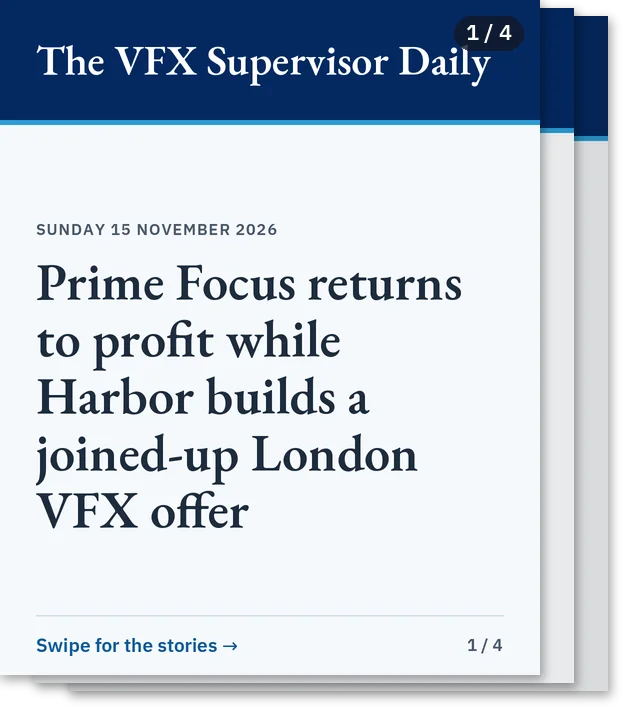 1 / 4
The VFX Supervisor Daily
SUNDAY 15 NOVEMBER 2026
Prime Focus returns
to profit while
Harbor builds a
joined-up London
VFX offer
Swipe for the stories →
1 / 4